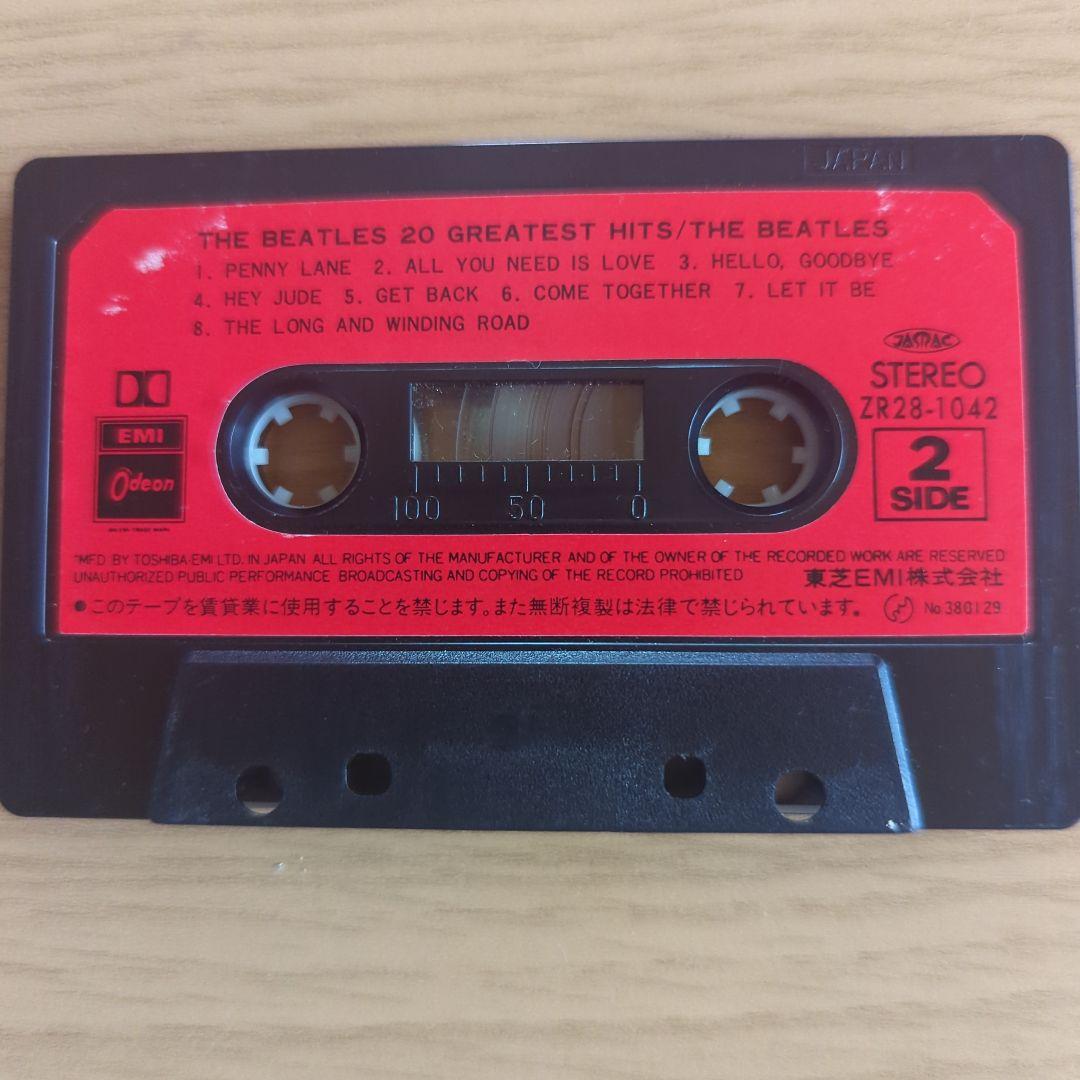 JAPAN
THE BEATLES 20 GREATEST HITS/THE BEATLES
1. PENNY LANE 2. ALL YOU NEED IS LOVE 3. HELLO, GOODBYE
4. HEY JUDE 5. GET BACK 6. COME TOGETHER 7. LET IT BE
8. THE LONG AND WINDING ROAD
JASRAC
STEREO
ZR28-1042
2
SIDE
EMI
Odeon
100 50 0
MFD BY TOSHIBA·EMI LTD. IN JAPAN ALL RIGHTS OF THE MANUFACTURER AND OF THE OWNER OF THE RECORDED WORK ARE RESERVED
UNAUTHORIZED PUBLIC PERFORMANCE BROADCASTING AND COPYING OF THE RECORD PROHIBITED 東芝EMI株式会社
●このテープを賃貸業に使用することを禁じます。また無断複製は法律で禁じられています。 No.380129